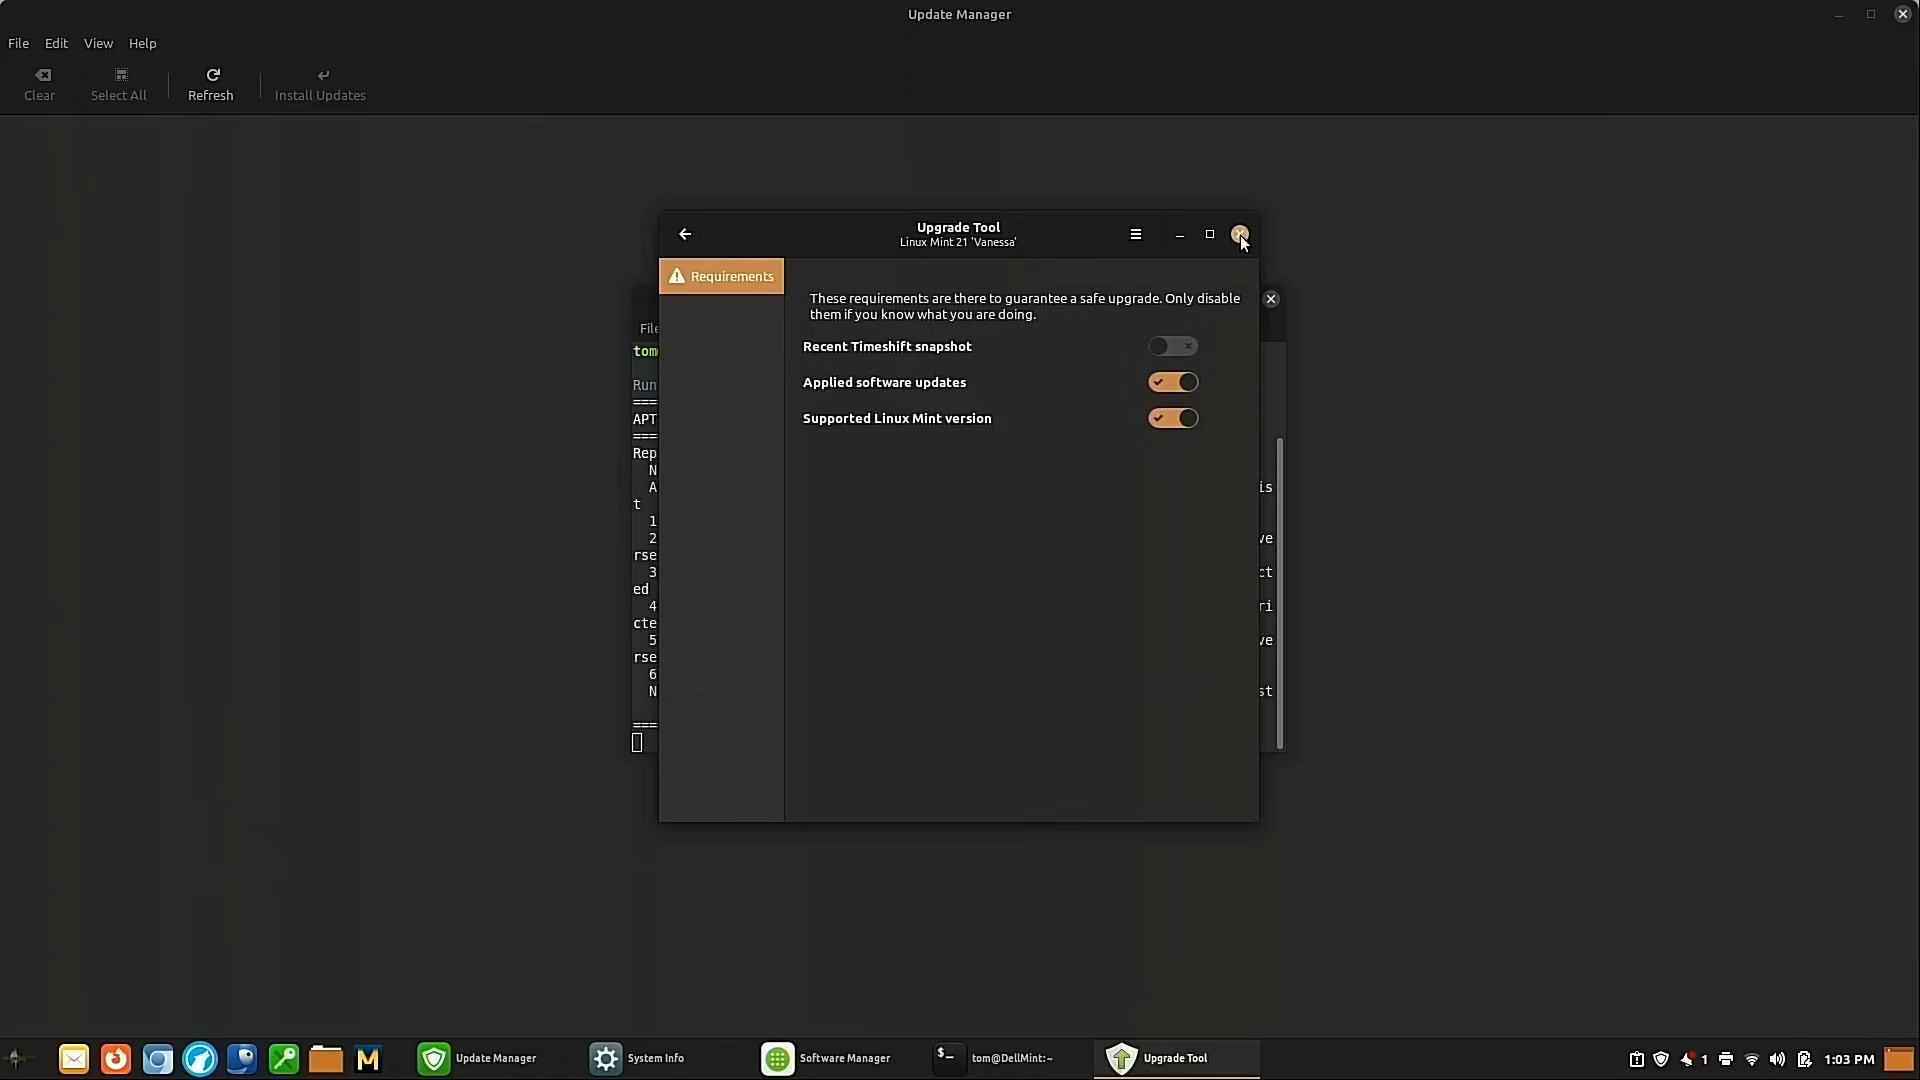 Update Manager
File Edit View Help
Clear Select All Refresh Install Updates
Upgrade Tool
Linux Mint 21 'Vanessa'
Requirements
These requirements are there to guarantee a safe upgrade. Only disable
them if you know what you are doing.
Recent Timeshift snapshot
Applied software updates
Supported Linux Mint version
File
tom
Run
===
APT
===
Rep
N
A is
t
1
2 ve
rse
3 ct
ed
4 ri
cte
5 ve
rse
6
N st
===
M Update Manager System Info Software Manager $- tom@DellMint:~ Upgrade Tool 1 1:03 PM